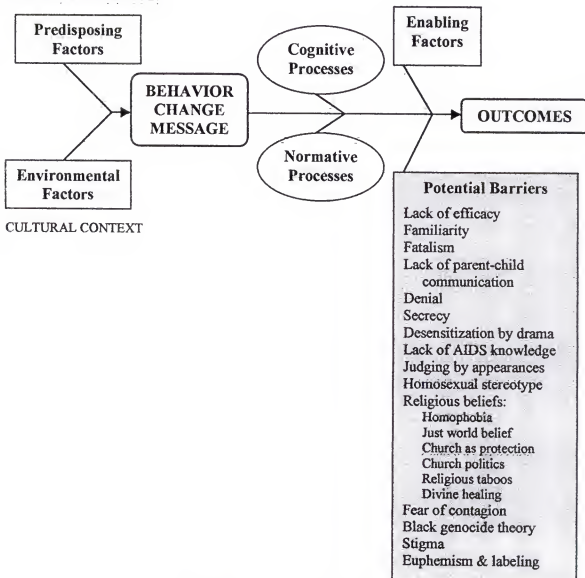 Predisposing
Factors
Environmental
Factors
CULTURAL CONTEXT
BEHAVIOR
CHANGE
MESSAGE
Cognitive
Processes
Normative
Processes
Enabling
Factors
OUTCOMES
Potential Barriers
Lack of efficacy
Familiarity
Fatalism
Lack of parent-child
communication
Denial
Secrecy
Desensitization by drama
Lack of AIDS knowledge
Judging by appearances
Homosexual stereotype
Religious beliefs:
Homophobia
Just world belief
Church as protection
Church politics
Religious taboos
Divine healing
Fear of contagion
Black genocide theory
Stigma
Euphemism & labeling